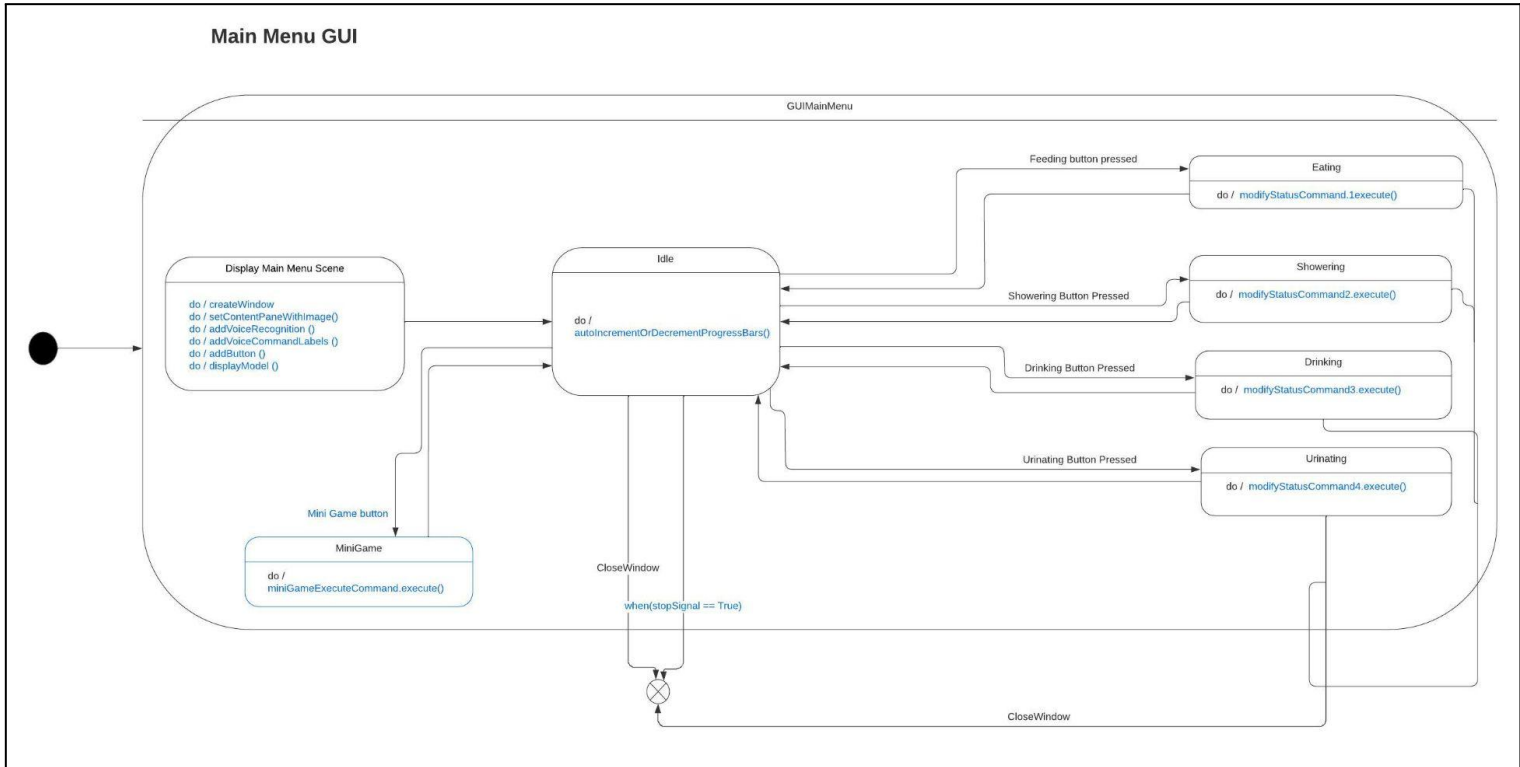 Main Menu GUI
GUIMainMenu
Feeding button pressed
Eating
do / modifyStatusCommand.1execute()
Display Main Menu Scene
do / createWindow
do / setContentPaneWithImage()
do / addVoiceRecognition ()
do / addVoiceCommandLabels ()
do / addButton ()
do / displayModel ()
Idle
do /
autoIncrementOrDecrementProgressBars()
Showering Button Pressed
Showering
do / modifyStatusCommand2.execute()
Drinking Button Pressed
Drinking
do / modifyStatusCommand3.execute()
Urinating Button Pressed
Urinating
do / modifyStatusCommand4.execute()
Mini Game button
MiniGame
do /
miniGameExecuteCommand.execute()
CloseWindow
when(stopSignal == True)
CloseWindow